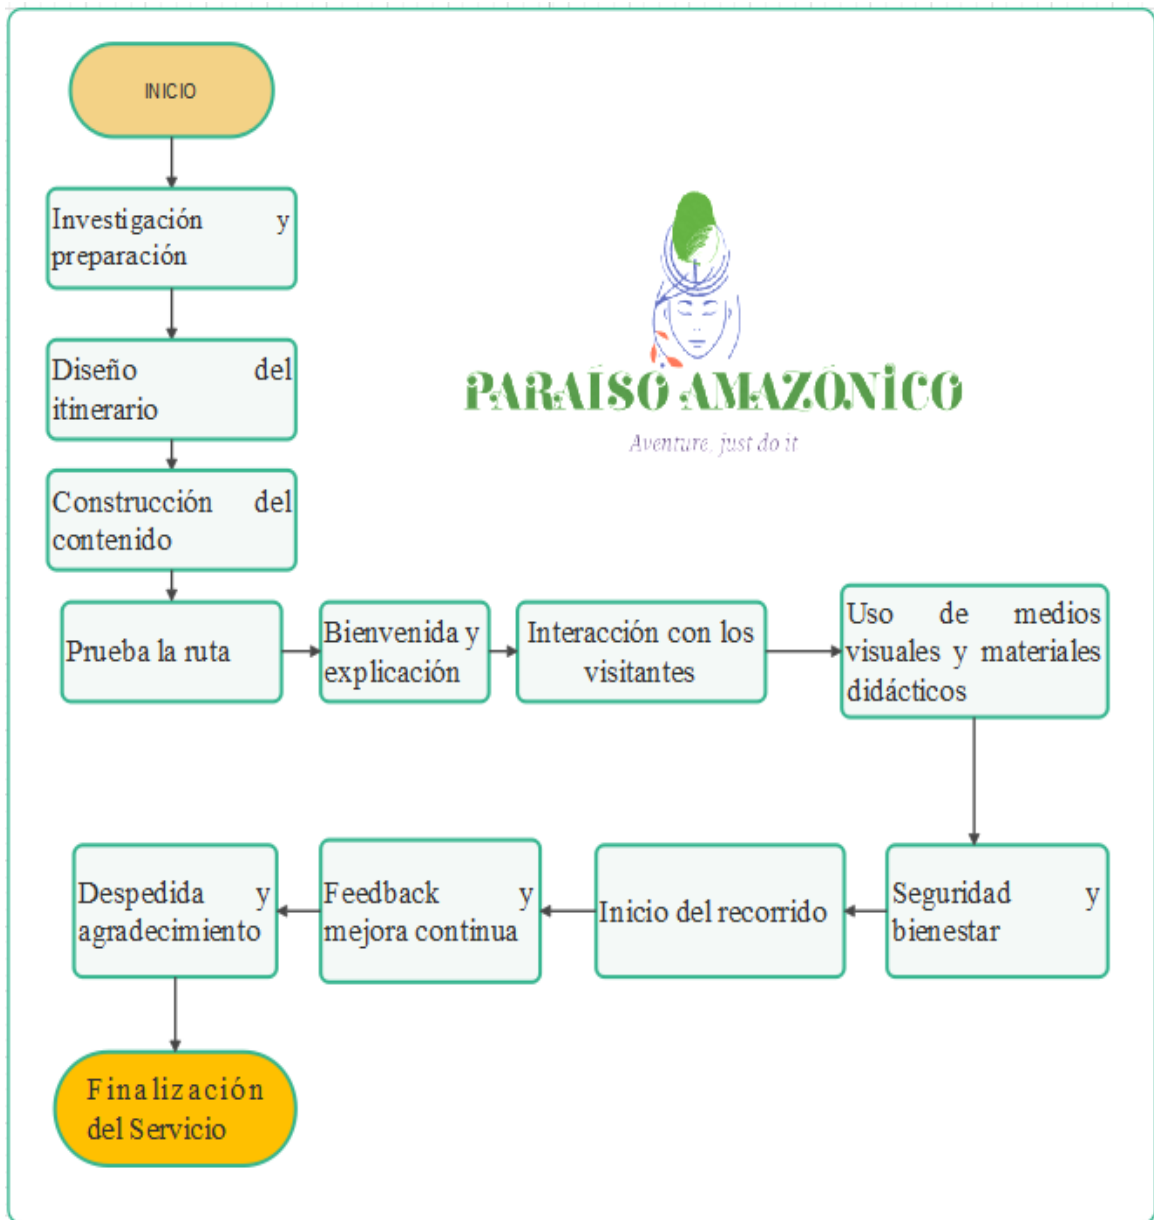 INICIO
Investigación y
preparación
Diseño del
itinerario
PARAÍSO AMAZÓNiCO
Aventure, just do it
Construcción del
contenido
Prueba la ruta
Bienvenida y
explicación
Interacción con los
visitantes
Uso de medios
visuales y materiales
didácticos
Seguridad y
bienestar
Inicio del recorrido
Feedback y
mejora continua
Despedida y
agradecimiento
Finalización
del Servicio